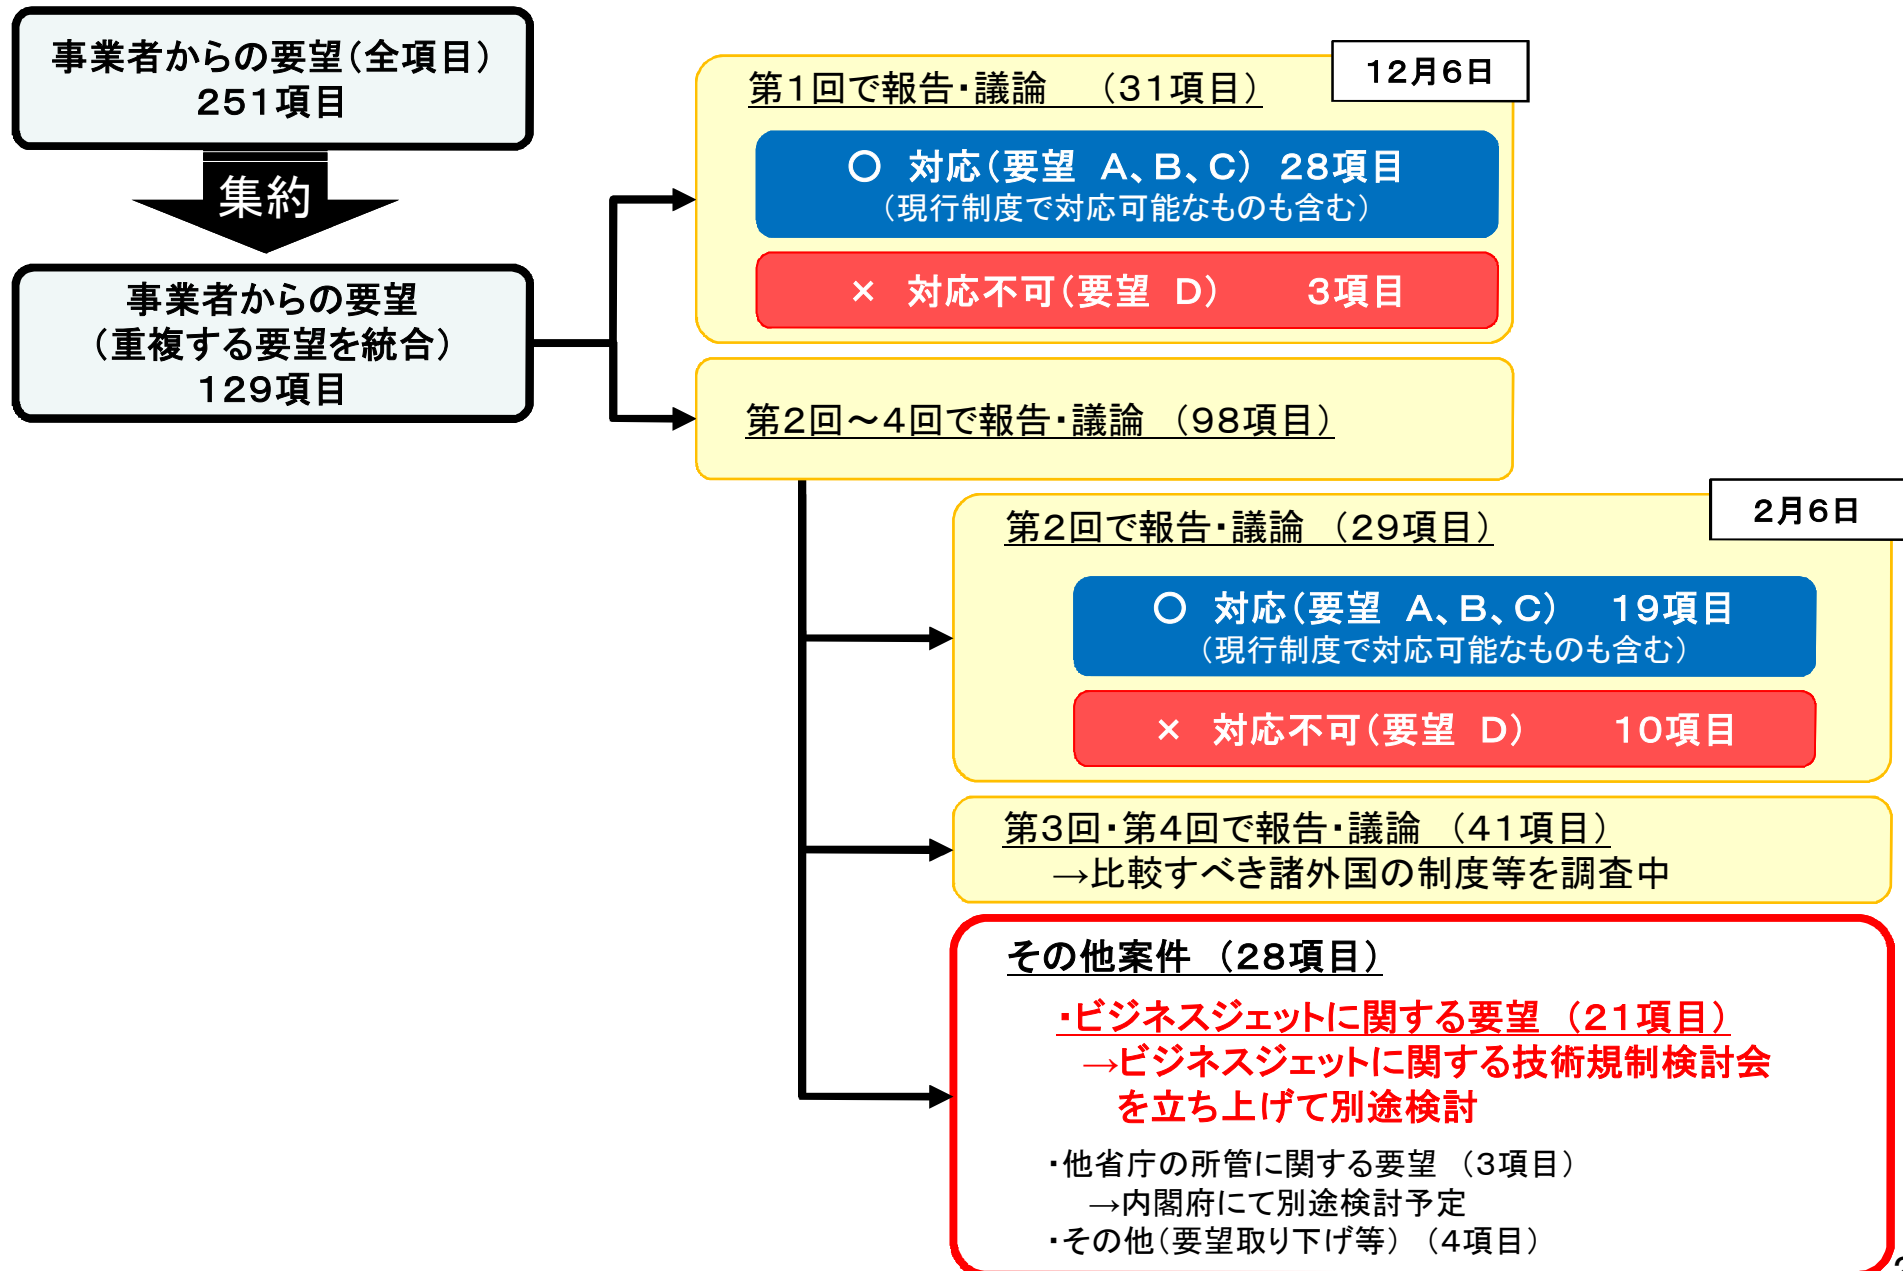 事業者からの要望（全項目）
２５１項目
集約
事業者からの要望
（重複する要望を統合）
１２９項目
第１回で報告・議論　（３１項目）
１２月６日
○　対応（要望　Ａ、Ｂ、Ｃ）　２８項目
（現行制度で対応可能なものも含む）
×　対応不可（要望　Ｄ）　３項目
第２回～４回で報告・議論　（９８項目）
第２回で報告・議論　（２９項目）
２月６日
○　対応（要望　Ａ、Ｂ、Ｃ）　１９項目
（現行制度で対応可能なものも含む）
×　対応不可（要望　Ｄ）　１０項目
第３回・第４回で報告・議論　（４１項目）
→比較すべき諸外国の制度等を調査中
その他案件　（２８項目）
・ビジネスジェットに関する要望　（２１項目）
→ビジネスジェットに関する技術規制検討会
を立ち上げて別途検討
・他省庁の所管に関する要望　（３項目）
→内閣府にて別途検討予定
・その他（要望取り下げ等）　（４項目）